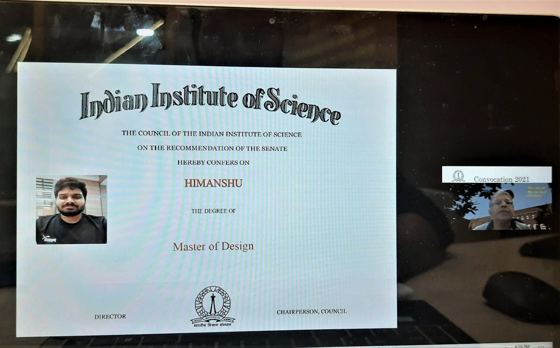 Indian Institute of Science
THE COUNCIL OF THE INDIAN INSTITUTE OF SCIENCE
ON THE RECOMMENDATION OF THE SENATE
HEREBY CONFERS ON
HIMANSHU
THE DEGREE OF
Master of Design
DIRECTOR
CHAIRPERSON, COUNCIL
भारतीय विज्ञान संस्थान
Convocation 2021